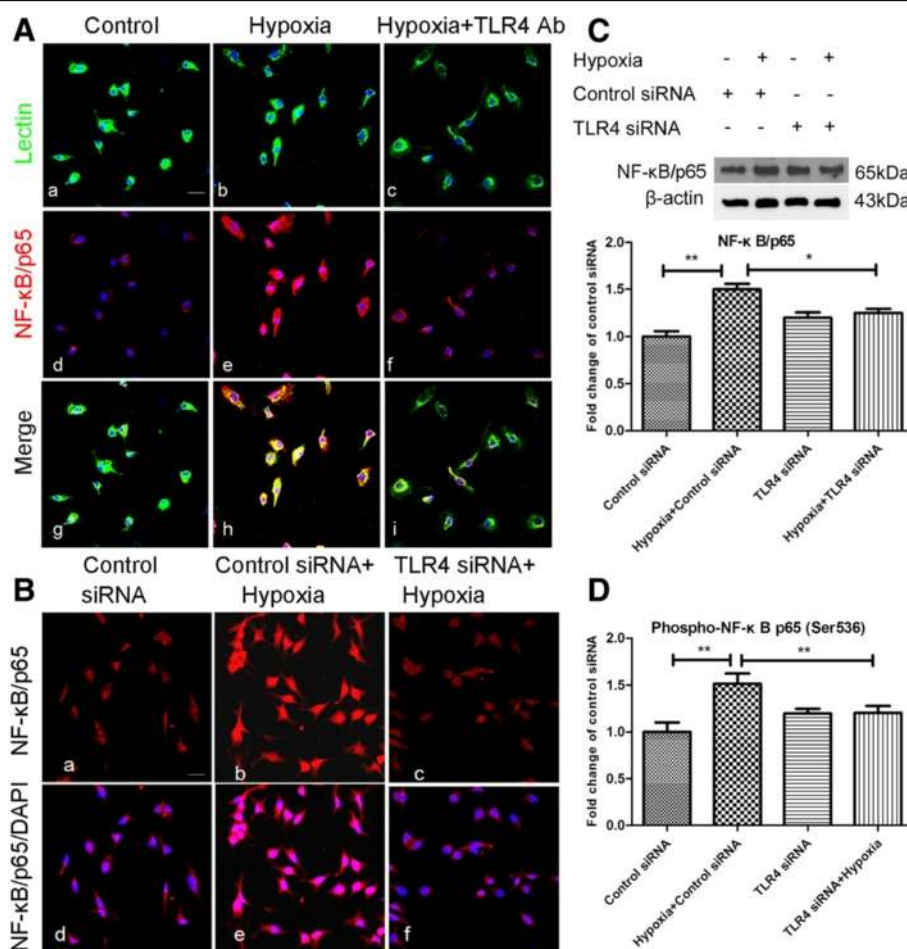 A
Control
Hypoxia
Hypoxia+TLR4 Ab
Lectin
a
b
c
NF-κB/p65
d
e
f
Merge
g
h
i
B
Control siRNA
Control siRNA+ Hypoxia
TLR4 siRNA+ Hypoxia
NF-κB/p65
a
b
c
NF-κB/p65/DAPI
d
e
f
C
Hypoxia - + - +
Control siRNA + + - -
TLR4 siRNA - - + +
NF-κB/p65 65kDa
β-actin 43kDa
NF-κ B/p65
Fold change of control siRNA
2.0
1.5
1.0
0.5
0.0
**
*
Control siRNA
Hypoxia+Control siRNA
TLR4 siRNA
Hypoxia+TLR4 siRNA
D
Phospho-NF-κ B p65 (Ser536)
Fold change of control siRNA
2.0
1.5
1.0
0.5
0.0
**
**
Control siRNA
Hypoxia+Control siRNA
TLR4 siRNA
TLR4 siRNA+Hypoxia